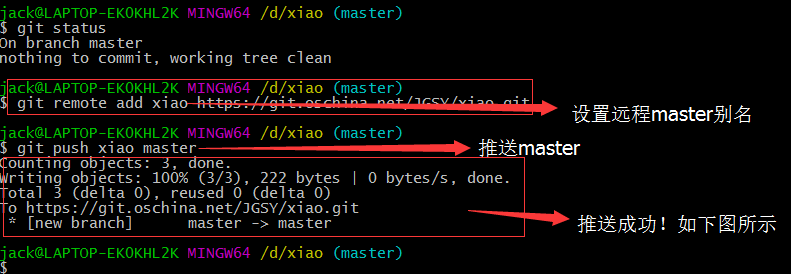 jack@LAPTOP-EK0KHL2K MINGW64 /d/xiao (master)
$ git status
On branch master
nothing to commit, working tree clean
jack@LAPTOP-EK0KHL2K MINGW64 /d/xiao (master)
$ git remote add xiao https://git.oschina.net/JGSY/xiao.git
设置远程master别名
jack@LAPTOP-EK0KHL2K MINGW64 /d/xiao (master)
$ git push xiao master
推送master
Counting objects: 3, done.
Writing objects: 100% (3/3), 222 bytes | 0 bytes/s, done.
Total 3 (delta 0), reused 0 (delta 0)
To https://git.oschina.net/JGSY/xiao.git
* [new branch] master -> master
推送成功！如下图所示
jack@LAPTOP-EK0KHL2K MINGW64 /d/xiao (master)
$